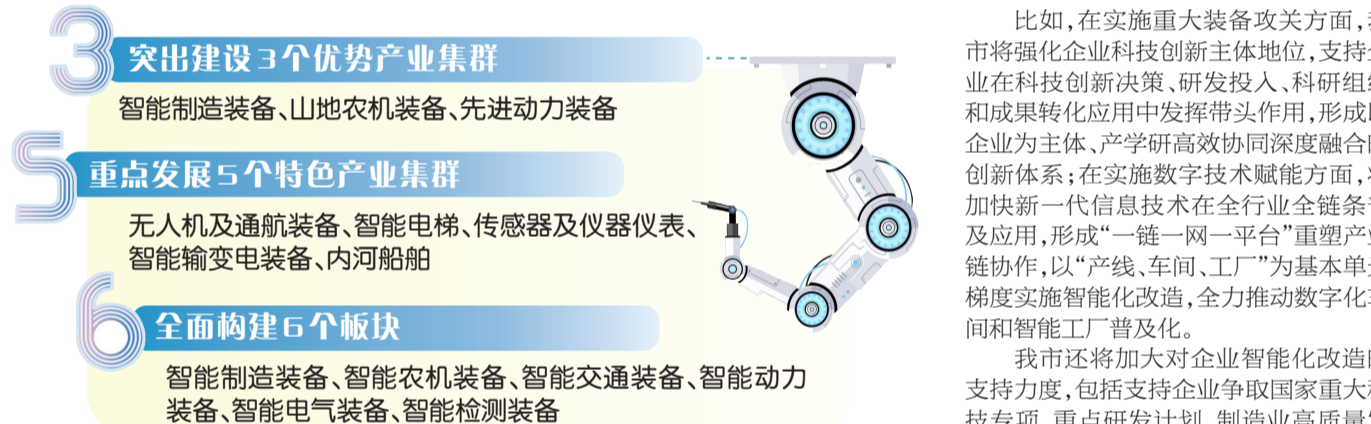 3
突出建设3个优势产业集群
智能制造装备、山地农机装备、先进动力装备
5
重点发展5个特色产业集群
无人机及通航装备、智能电梯、传感器及仪器仪表、
智能输变电装备、内河船舶
6
全面构建6个板块
智能制造装备、智能农机装备、智能交通装备、智能动力
装备、智能电气装备、智能检测装备
比如,在实施重大装备攻关方面,
市将强化企业科技创新主体地位,支持
业在科技创新决策、研发投入、科研组
和成果转化应用中发挥带头作用,形成
企业为主体、产学研高效协同深度融合
创新体系;在实施数字技术赋能方面,
加快新一代信息技术在全行业全链条
及应用,形成“一链一网一平台”重塑产
链协作,以“产线、车间、工厂”为基本单
梯度实施智能化改造,全力推动数字化
间和智能工厂普及化。
我市还将加大对企业智能化改造
支持力度,包括支持企业争取国家重大
技专项、重点研发计划、制造业高质量